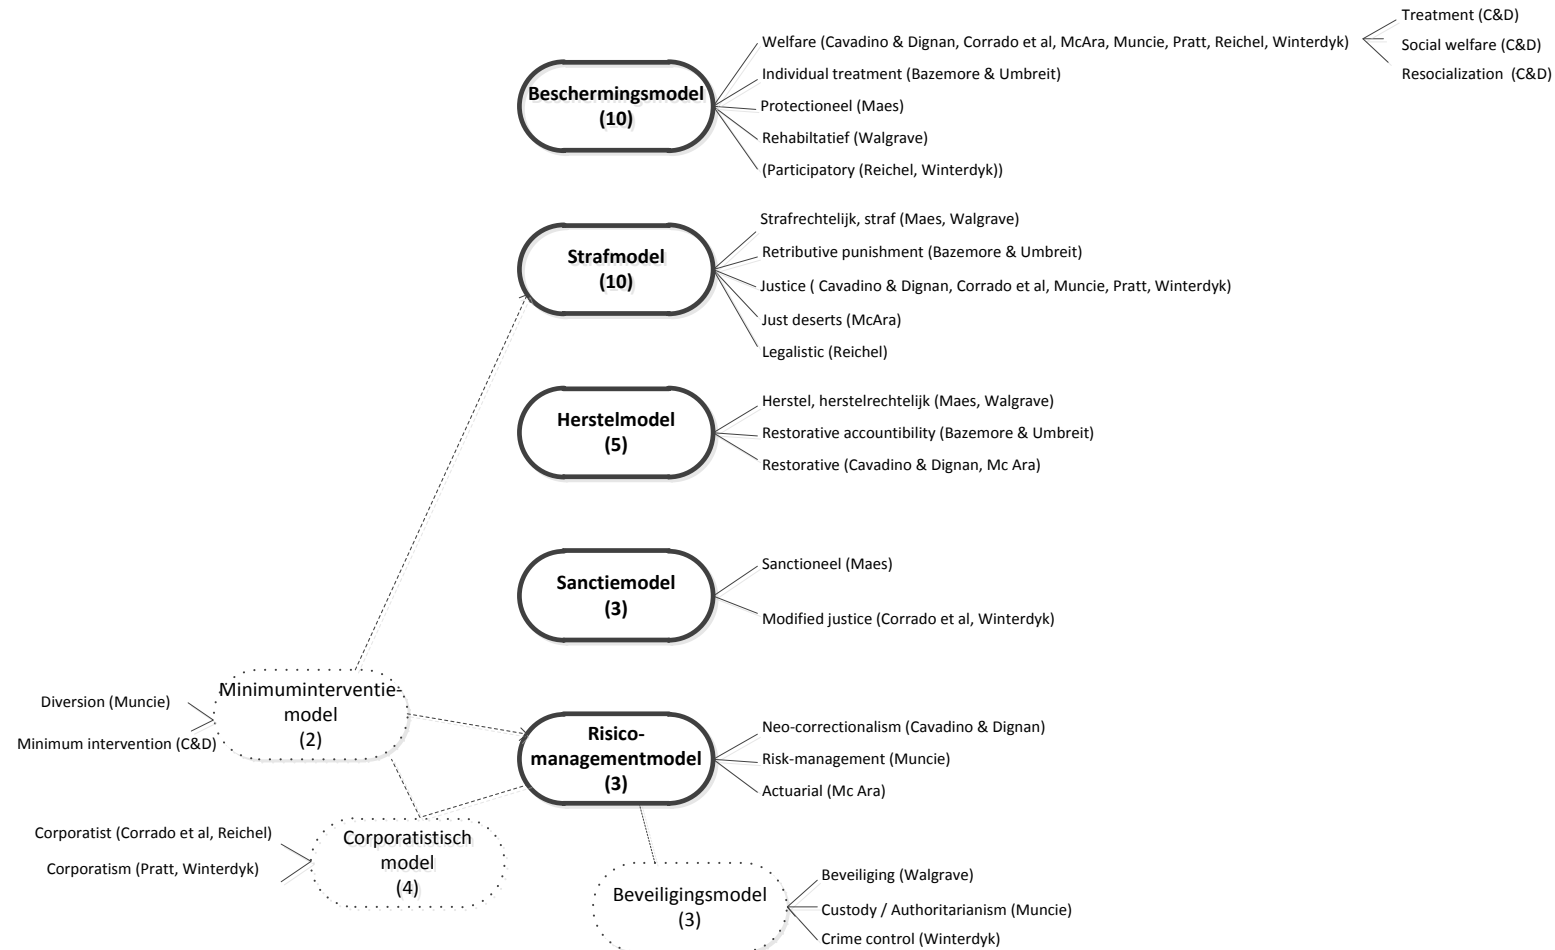 Treatment (C&D)
Welfare (Cavadino & Dignan, Corrado et al, McAra, Muncie, Pratt, Reichel, Winterdyk)
Social welfare (C&D)
Resocialization (C&D)
Beschermingsmodel
(10)
Individual treatment (Bazemore & Umbreit)
Protectioneel (Maes)
Rehabiltatief (Walgrave)
(Participatory (Reichel, Winterdyk))
Strafmodel
(10)
Strafrechtelijk, straf (Maes, Walgrave)
Retributive punishment (Bazemore & Umbreit)
Justice ( Cavadino & Dignan, Corrado et al, Muncie, Pratt, Winterdyk)
Just deserts (McAra)
Legalistic (Reichel)
Herstelmodel
(5)
Herstel, herstelrechtelijk (Maes, Walgrave)
Restorative accountibility (Bazemore & Umbreit)
Restorative (Cavadino & Dignan, Mc Ara)
Sanctiemodel
(3)
Sanctioneel (Maes)
Modified justice (Corrado et al, Winterdyk)
Diversion (Muncie)
Minimum intervention (C&D)
Minimuminterventie-
model
(2)
Risico-
managementmodel
(3)
Neo-correctionalism (Cavadino & Dignan)
Risk-management (Muncie)
Actuarial (Mc Ara)
Corporatist (Corrado et al, Reichel)
Corporatism (Pratt, Winterdyk)
Corporatistisch
model
(4)
Beveiligingsmodel
(3)
Beveiliging (Walgrave)
Custody / Authoritarianism (Muncie)
Crime control (Winterdyk)